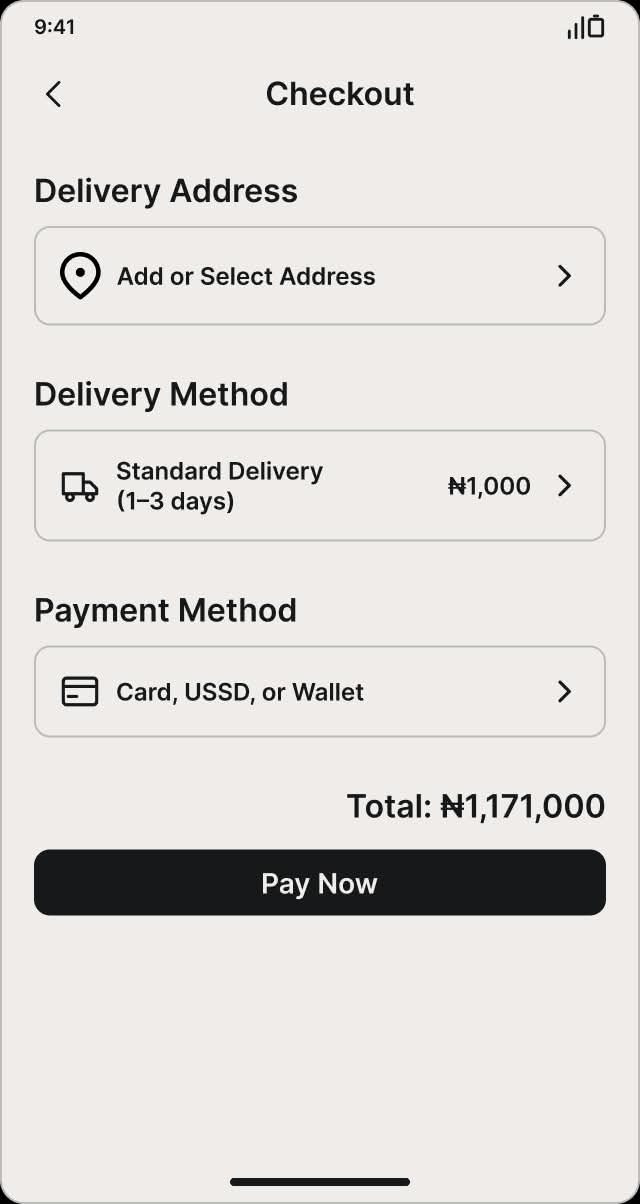 9:41
Checkout
Delivery Address
Add or Select Address
Delivery Method
Standard Delivery
(1–3 days)
₦1,000
Payment Method
Card, USSD, or Wallet
Total: ₦1,171,000
Pay Now